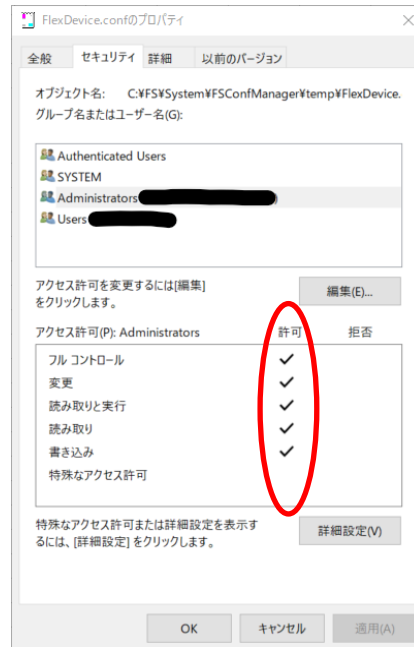 FlexDevice.confのプロパティ
全般 セキュリティ 詳細 以前のバージョン
オブジェクト名: C:¥FS¥System¥FSConfManager¥temp¥FlexDevice.
グループ名またはユーザー名(G):
Authenticated Users
SYSTEM
Administrators
Users
アクセス許可を変更するには[編集]
をクリックします。
編集(E)...
アクセス許可(P): Administrators 許可 拒否
フル コントロール
変更
読み取りと実行
読み取り
書き込み
特殊なアクセス許可
特殊なアクセス許可または詳細設定を表示す
るには、[詳細設定] をクリックします。
詳細設定(V)
OK キャンセル 適用(A)